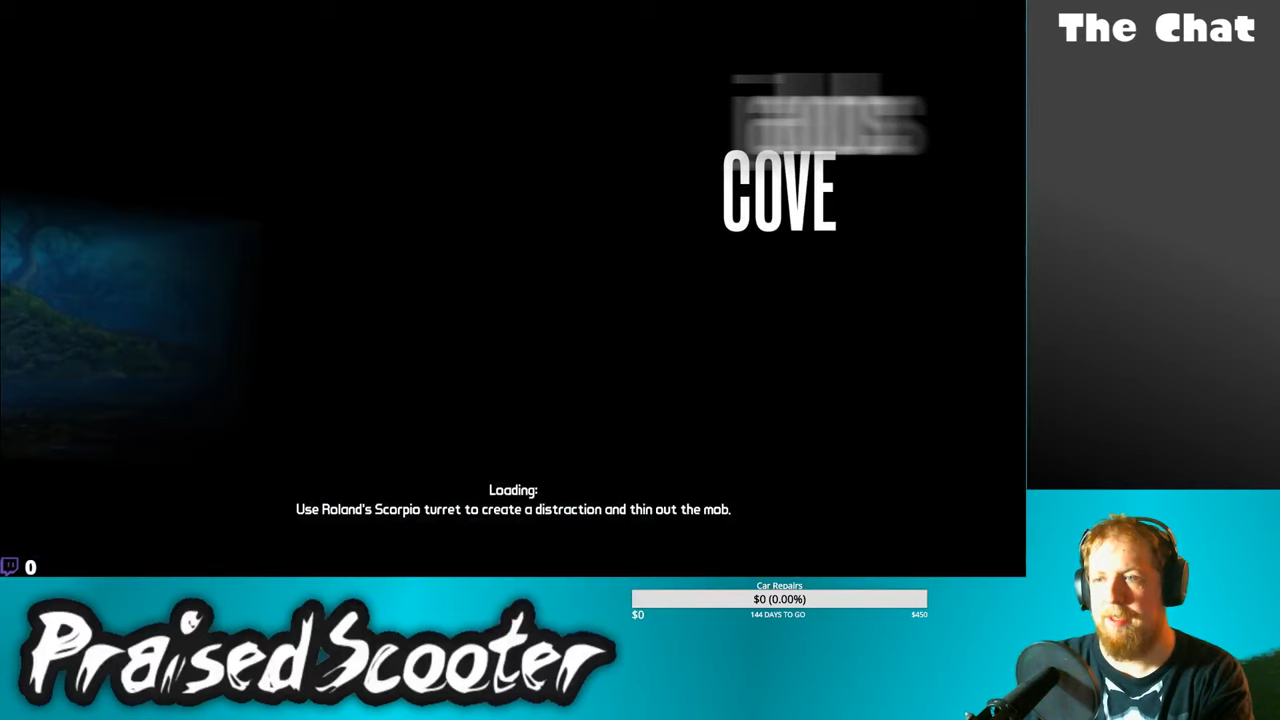 The Chat
COVE
Loading:
Use Roland's Scorpio turret to create a distraction and thin out the mob.
0
Car Repairs
$0 (0.00%)
$0 144 DAYS TO GO $450
PraisedScooter